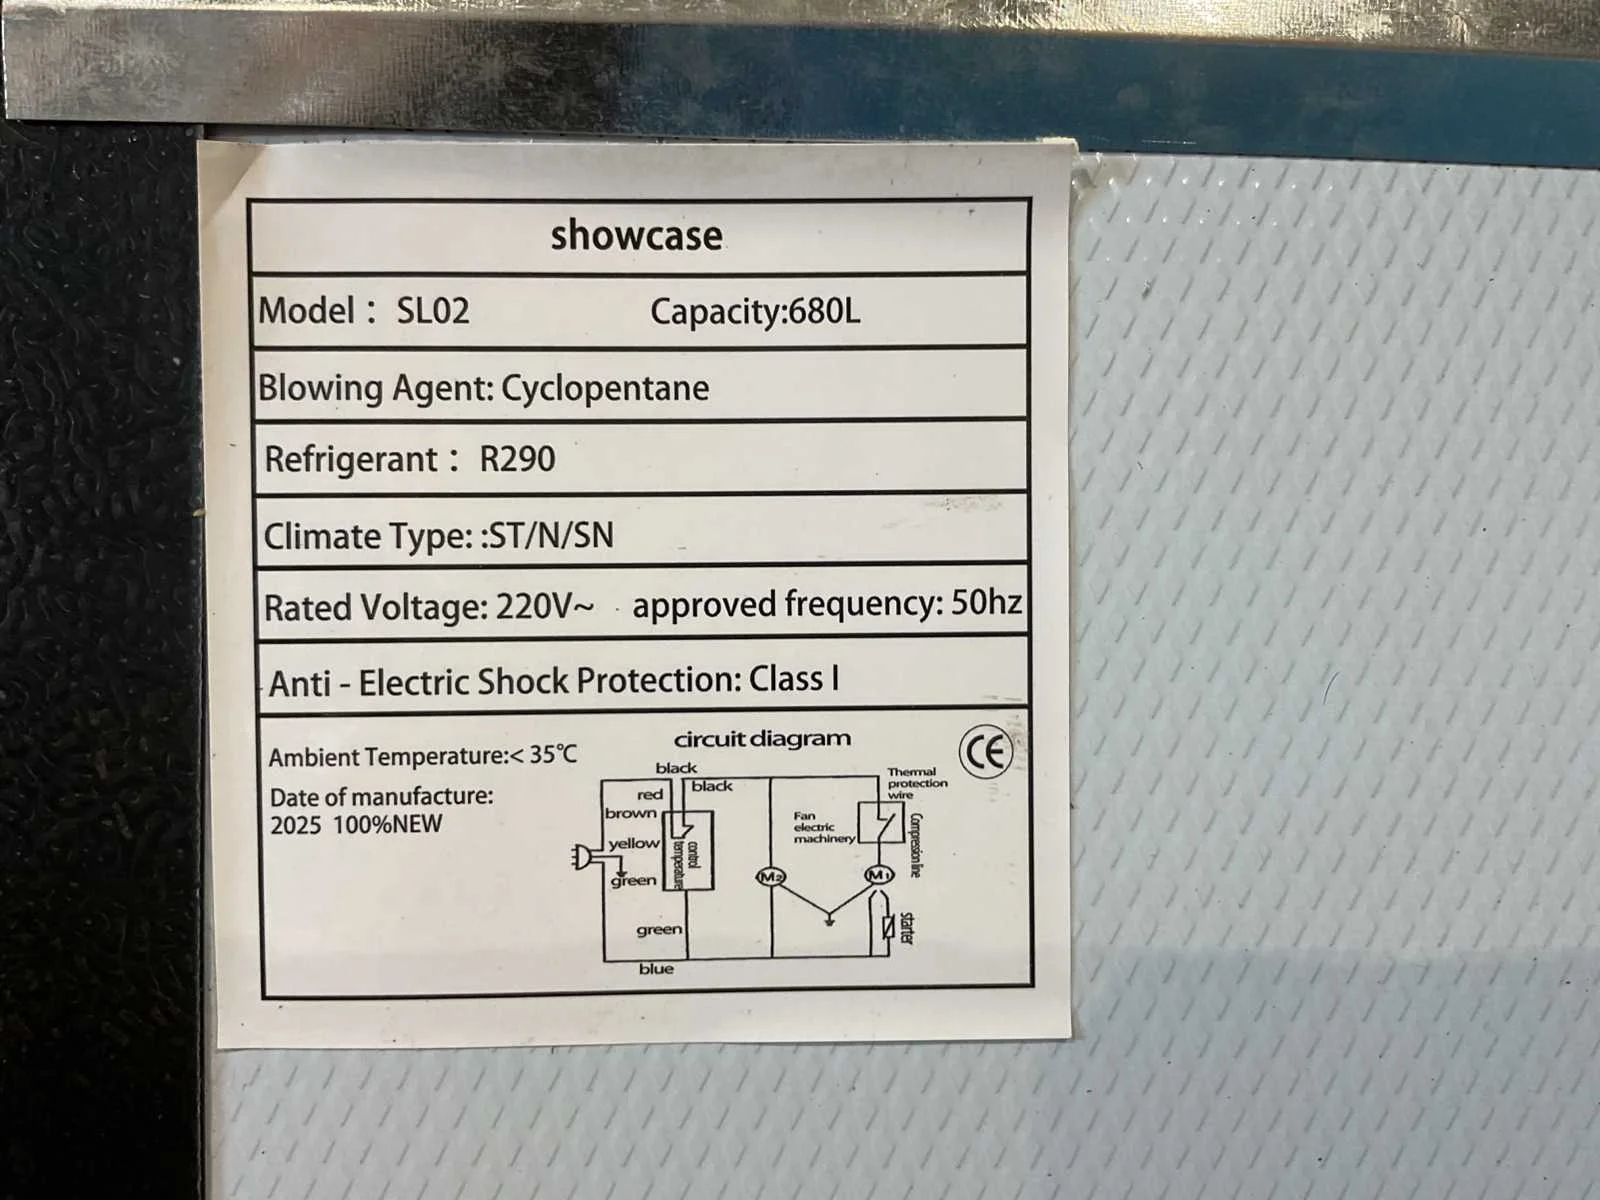 showcase
Model： SL02 Capacity:680L
Blowing Agent: Cyclopentane
Refrigerant： R290
Climate Type: :ST/N/SN
Rated Voltage: 220V~ approved frequency: 50hz
Anti - Electric Shock Protection: Class I
Ambient Temperature:< 35℃
Date of manufacture:
2025 100%NEW
circuit diagram
CE
black
black
red
brown
yellow
green
control
temperature
green
blue
Fan
electric
machinery
Thermal
protection
wire
Compression line
M2
M1
starter